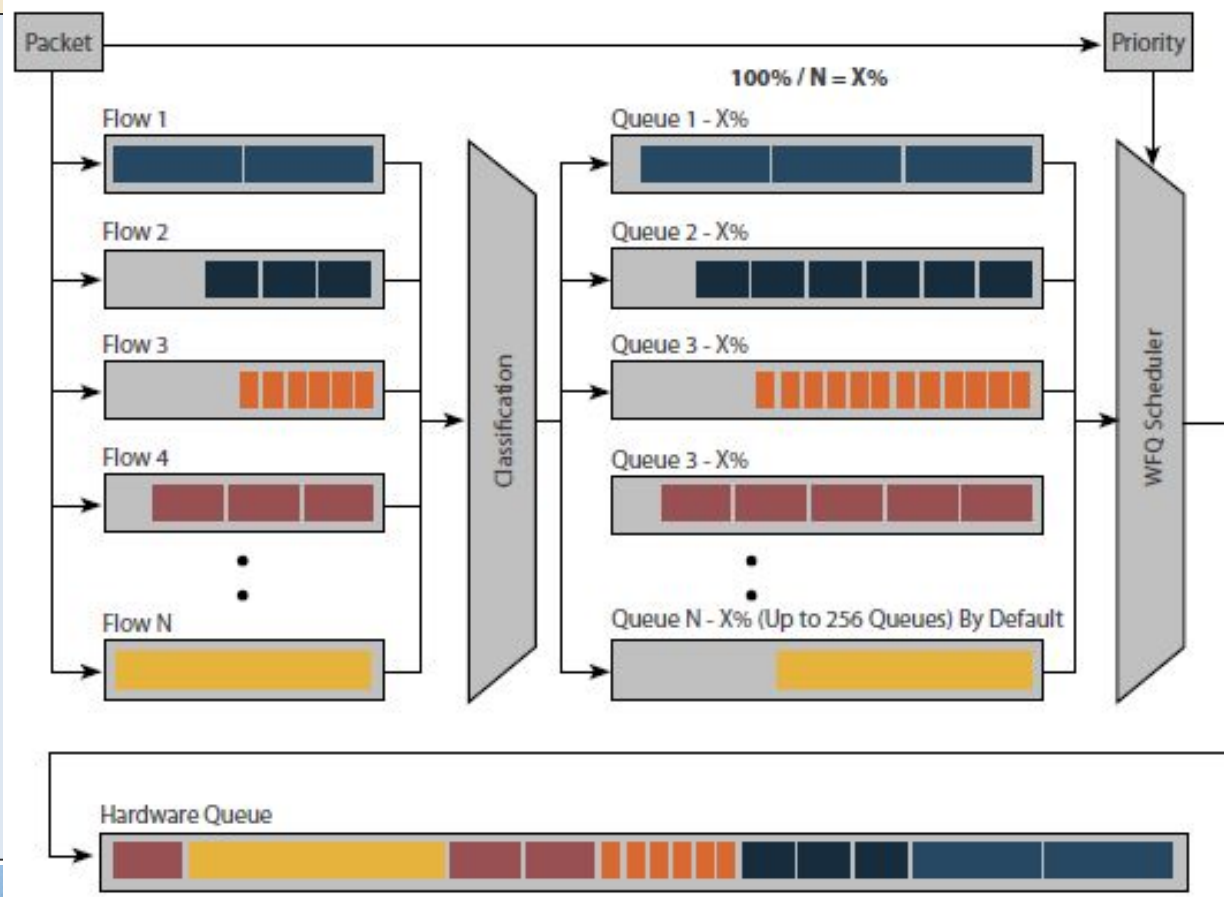 Packet
Priority
100% / N = X%
Flow 1
Queue 1 - X%
Flow 2
Queue 2 - X%
Flow 3
Queue 3 - X%
Flow 4
Queue 3 - X%
Flow N
Queue N - X% (Up to 256 Queues) By Default
Classification
WFQ Scheduler
Hardware Queue